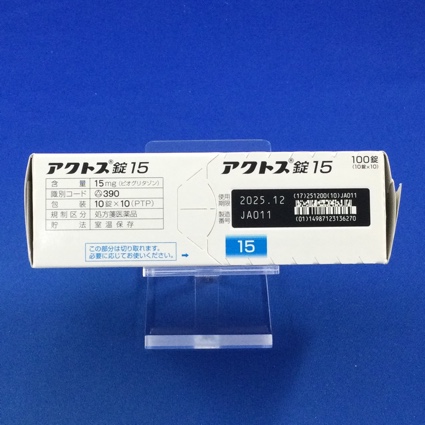 アクトス®錠15
含 量 15mg (ピオグリタゾン)
識別コード 390
包 装 10錠×10 (PTP)
規制区分 処方箋医薬品
貯 法 室温保存
この部分は切り取れます。
必要に応じてお使いください。
アクトス®錠15
100錠
(10錠×10)
使用期限 2025.12
製造番号 JA011
(17)251200(10)JA011
(01)14987123136270
15